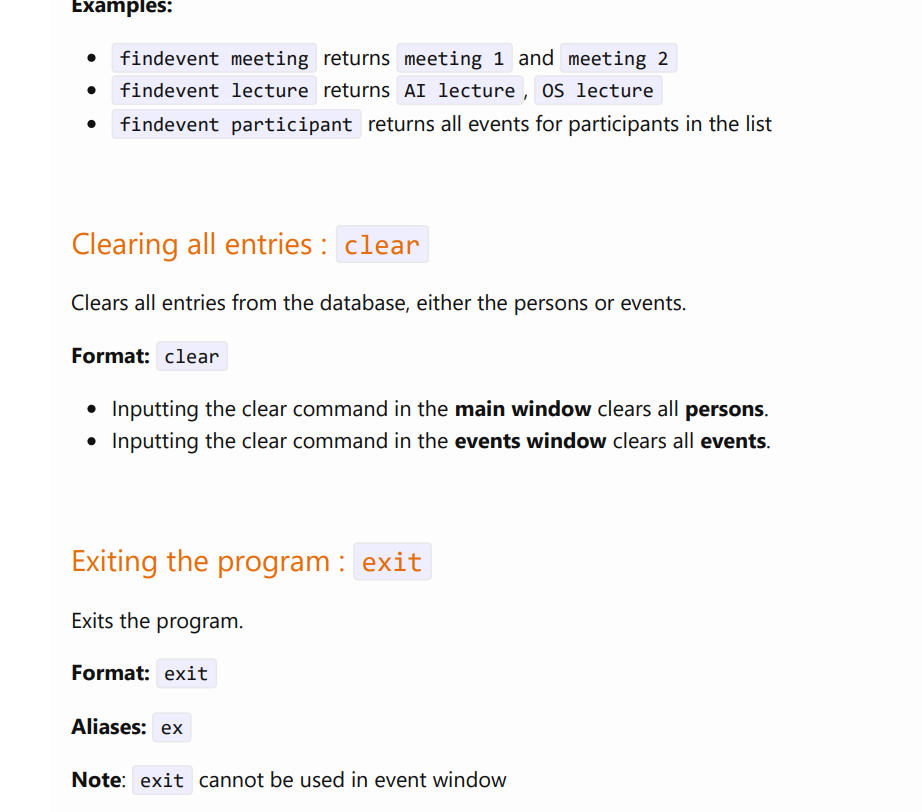 Examples:
findevent meeting returns meeting 1 and meeting 2
findevent lecture returns AI lecture , OS lecture
findevent participant returns all events for participants in the list
Clearing all entries : clear
Clears all entries from the database, either the persons or events.
Format: clear
Inputting the clear command in the main window clears all persons.
Inputting the clear command in the events window clears all events.
Exiting the program : exit
Exits the program.
Format: exit
Aliases: ex
Note: exit cannot be used in event window